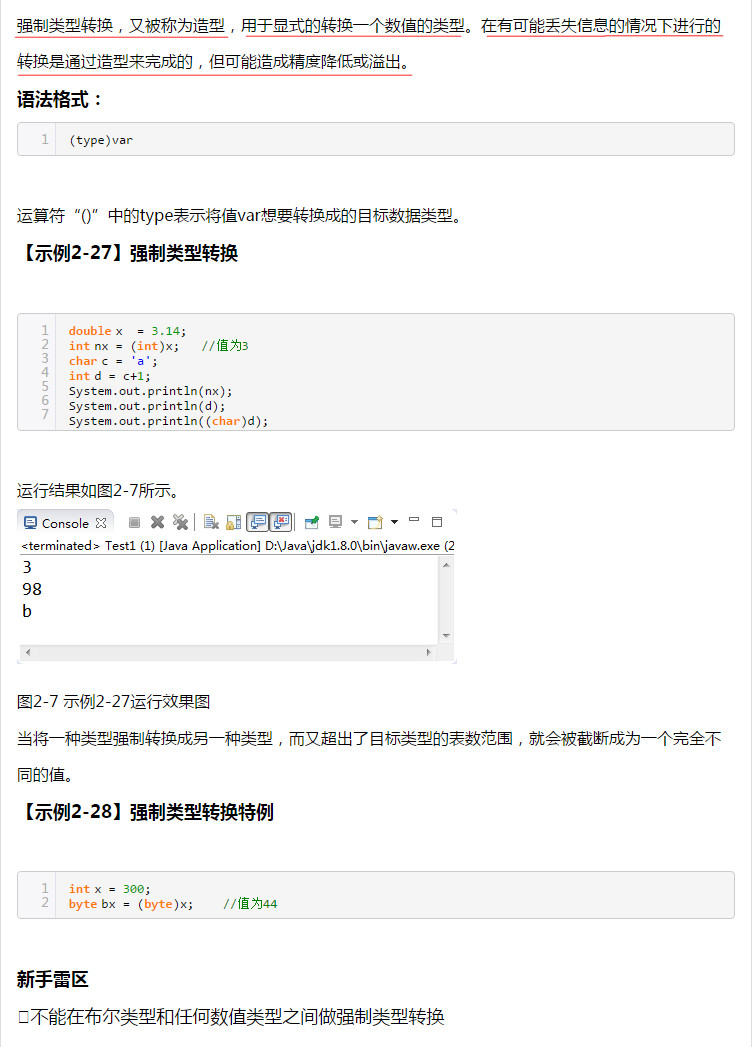 强制类型转换，又被称为造型，用于显式的转换一个数值的类型。在有可能丢失信息的情况下进行的
转换是通过造型来完成的，但可能造成精度降低或溢出。
语法格式：
1 (type)var
运算符“()”中的type表示将值var想要转换成的目标数据类型。
【示例2-27】强制类型转换
1 double x  = 3.14;
2 int nx = (int)x;   //值为3
3 char c = 'a';
4 int d = c+1;
5 System.out.println(nx);
6 System.out.println(d);
7 System.out.println((char)d);
运行结果如图2-7所示。
Console
<terminated> Test1 (1) [Java Application] D:\Java\jdk1.8.0\bin\javaw.exe (2
3
98
b
图2-7 示例2-27运行效果图
当将一种类型强制转换成另一种类型，而又超出了目标类型的表数范围，就会被截断成为一个完全不
同的值。
【示例2-28】强制类型转换特例
1 int x = 300;
2 byte bx = (byte)x;    //值为44
新手雷区
不能在布尔类型和任何数值类型之间做强制类型转换